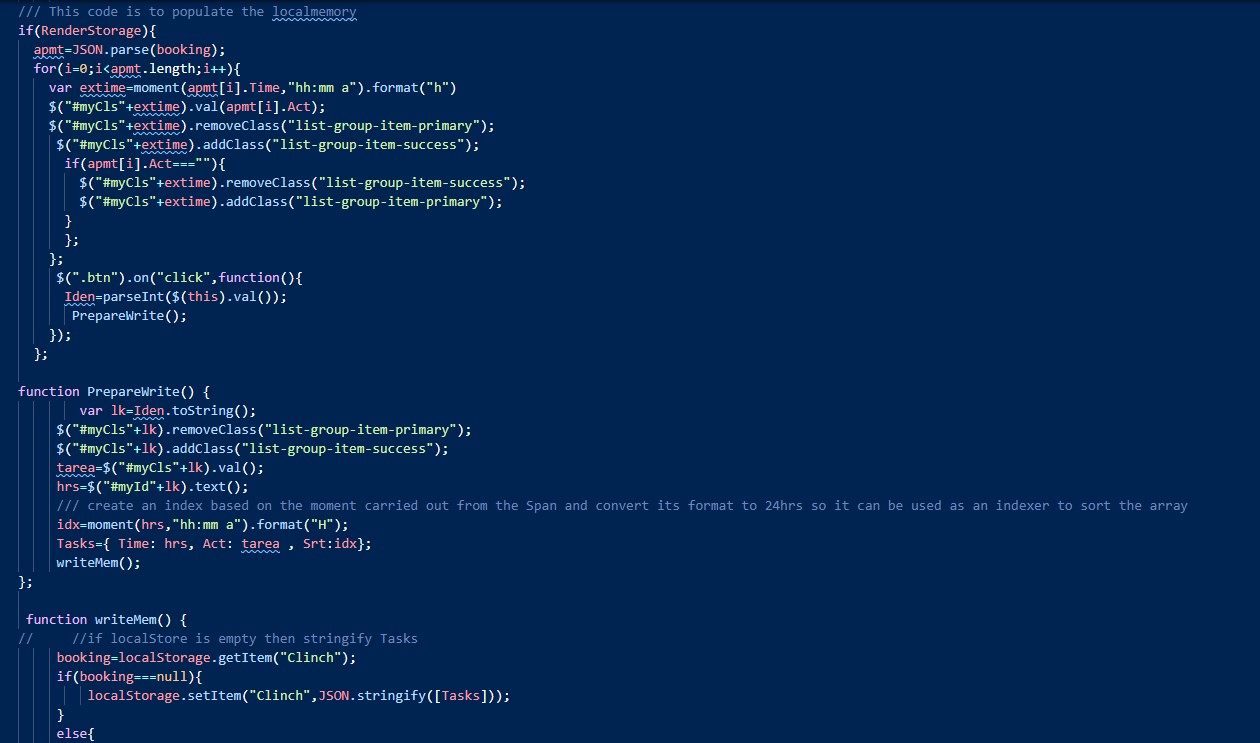 /// This code is to populate the localmemory
if(RenderStorage){
  apmt=JSON.parse(booking);
  for(i=0;i<apmt.length;i++){
    var extime=moment(apmt[i].Time,"hh:mm a").format("h")
    $("#myCls"+extime).val(apmt[i].Act);
    $("#myCls"+extime).removeClass("list-group-item-primary");
     $("#myCls"+extime).addClass("list-group-item-success");
      if(apmt[i].Act===""){
        $("#myCls"+extime).removeClass("list-group-item-success");
        $("#myCls"+extime).addClass("list-group-item-primary");
      }
      };
    };
     $(".btn").on("click",function(){
      Iden=parseInt($(this).val());
       PrepareWrite();
    });
  };
function PrepareWrite() {
        var lk=Iden.toString();
     $("#myCls"+lk).removeClass("list-group-item-primary");
     $("#myCls"+lk).addClass("list-group-item-success");
     tarea=$("#myCls"+lk).val();
     hrs=$("#myId"+lk).text();
     /// create an index based on the moment carried out from the Span and convert its format to 24hrs so it can be used as an indexer to sort the array
     idx=moment(hrs,"hh:mm a").format("H");
     Tasks={ Time: hrs, Act: tarea , Srt:idx};
     writeMem();
};
 function writeMem() {
//     //if localStore is empty then stringify Tasks
     booking=localStorage.getItem("Clinch");
     if(booking===null){
         localStorage.setItem("Clinch",JSON.stringify([Tasks]));
     }
     else{